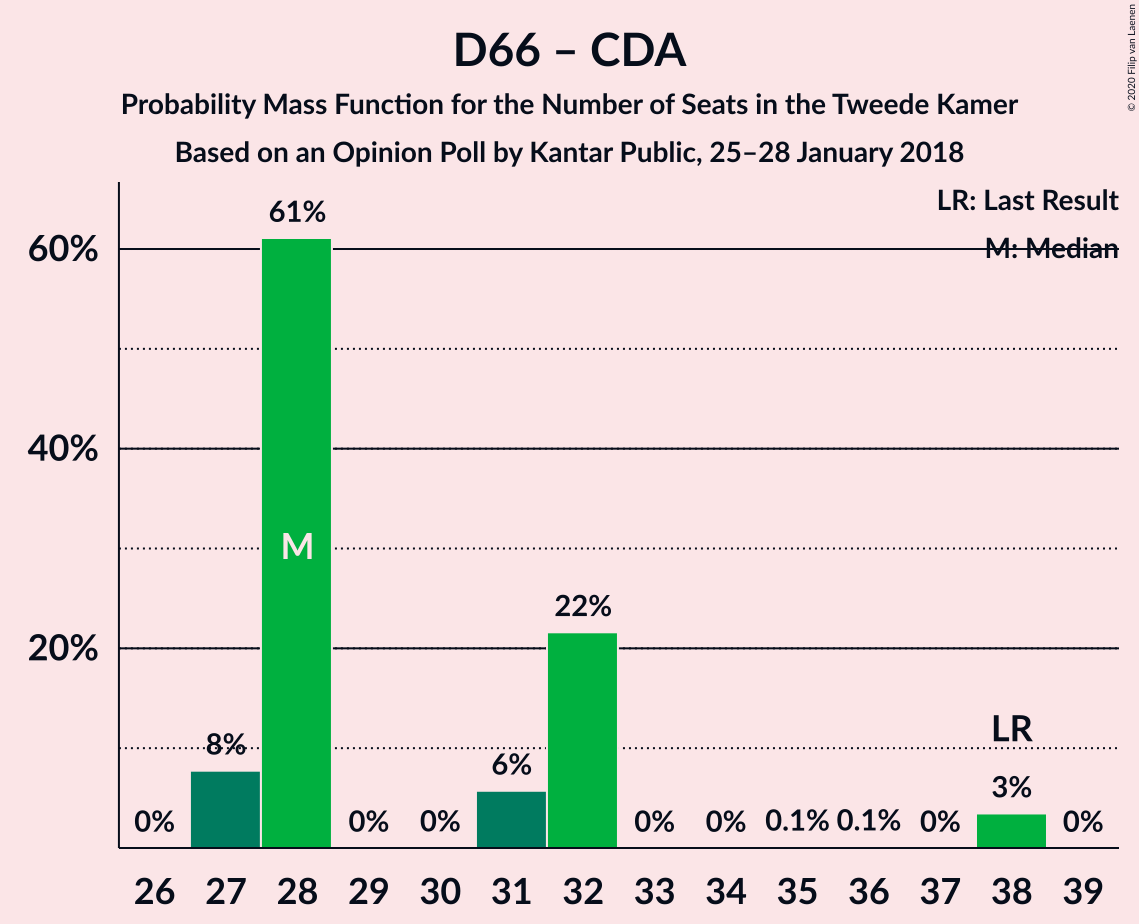 D66 – CDA
Probability Mass Function for the Number of Seats in the Tweede Kamer
Based on an Opinion Poll by Kantar Public, 25–28 January 2018
© 2020 Filip van Laenen
LR: Last Result
M: Median
60%
40%
20%
0%
8%
61%
M
0%
0%
6%
22%
0%
0%
0.1%
0.1%
0%
LR
3%
0%
26 27 28 29 30 31 32 33 34 35 36 37 38 39